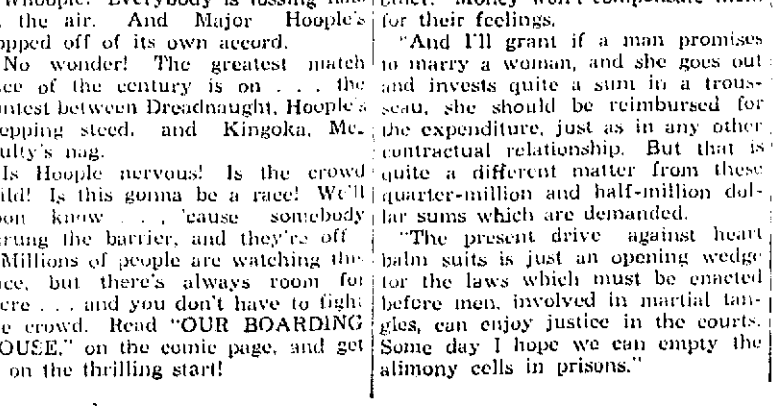 Whoople! Everybody is tossing
the air. And Major Hoople's
opped off of its own accord.
No wonder! The greatest match
ce of the century is on . . . the
ntest between Dreadnaught, Hoople's
epping steed, and Kingoka, Mc-
ulty's nag.
Is Hoople nervous! Is the crowd
ild! Is this gonna be a race! We'll
on know . . . 'cause somebody
rung the barrier, and they're off
Millions of people are watching the
ce, but there's always room for
ore . . . and you don't have to fight
e crowd. Read "OUR BOARDING
OUSE," on the comic page, and get
on the thrilling start!
Money won't compensate them
for their feelings.
"And I'll grant if a man promises
to marry a woman, and she goes out
and invests quite a sum in a trous-
seau, she should be reimbursed for
the expenditure, just as in any other
contractual relationship. But that is
quite a different matter from these
quarter-million and half-million dol-
lar sums which are demanded.
"The present drive against heart
balm suits is just an opening wedge
for the laws which must be enacted
before men, involved in martial tan-
gles, can enjoy justice in the courts.
Some day I hope we can empty the
alimony cells in prisons."